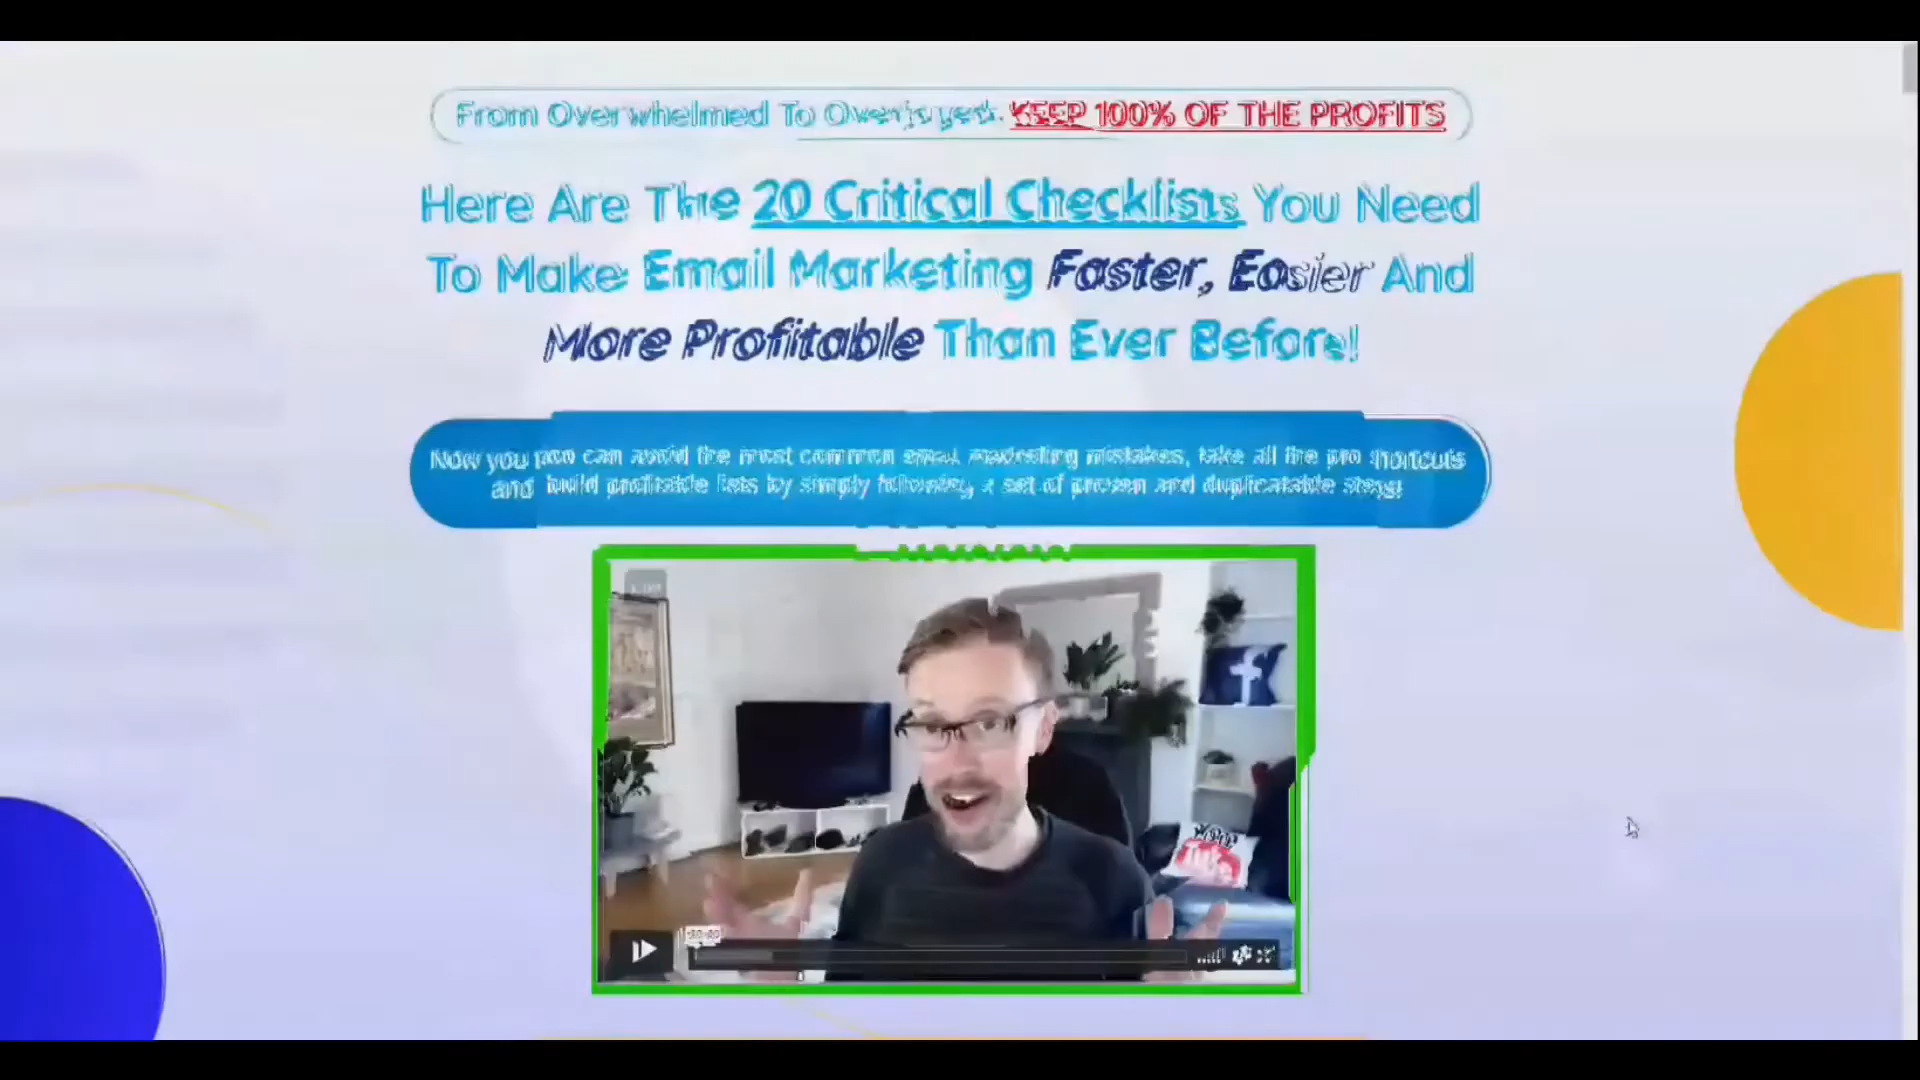 From Overwhelmed To Overjoyed: KEEP 100% OF THE PROFITS
Here Are The 20 Critical Checklists You Need
To Make Email Marketing Faster, Easier And
More Profitable Than Ever Before!
Now you too can avoid the most common email marketing mistakes, take all the pro shortcuts
and build profitable lists by simply following a set of proven and duplicatable steps!
f
Tube